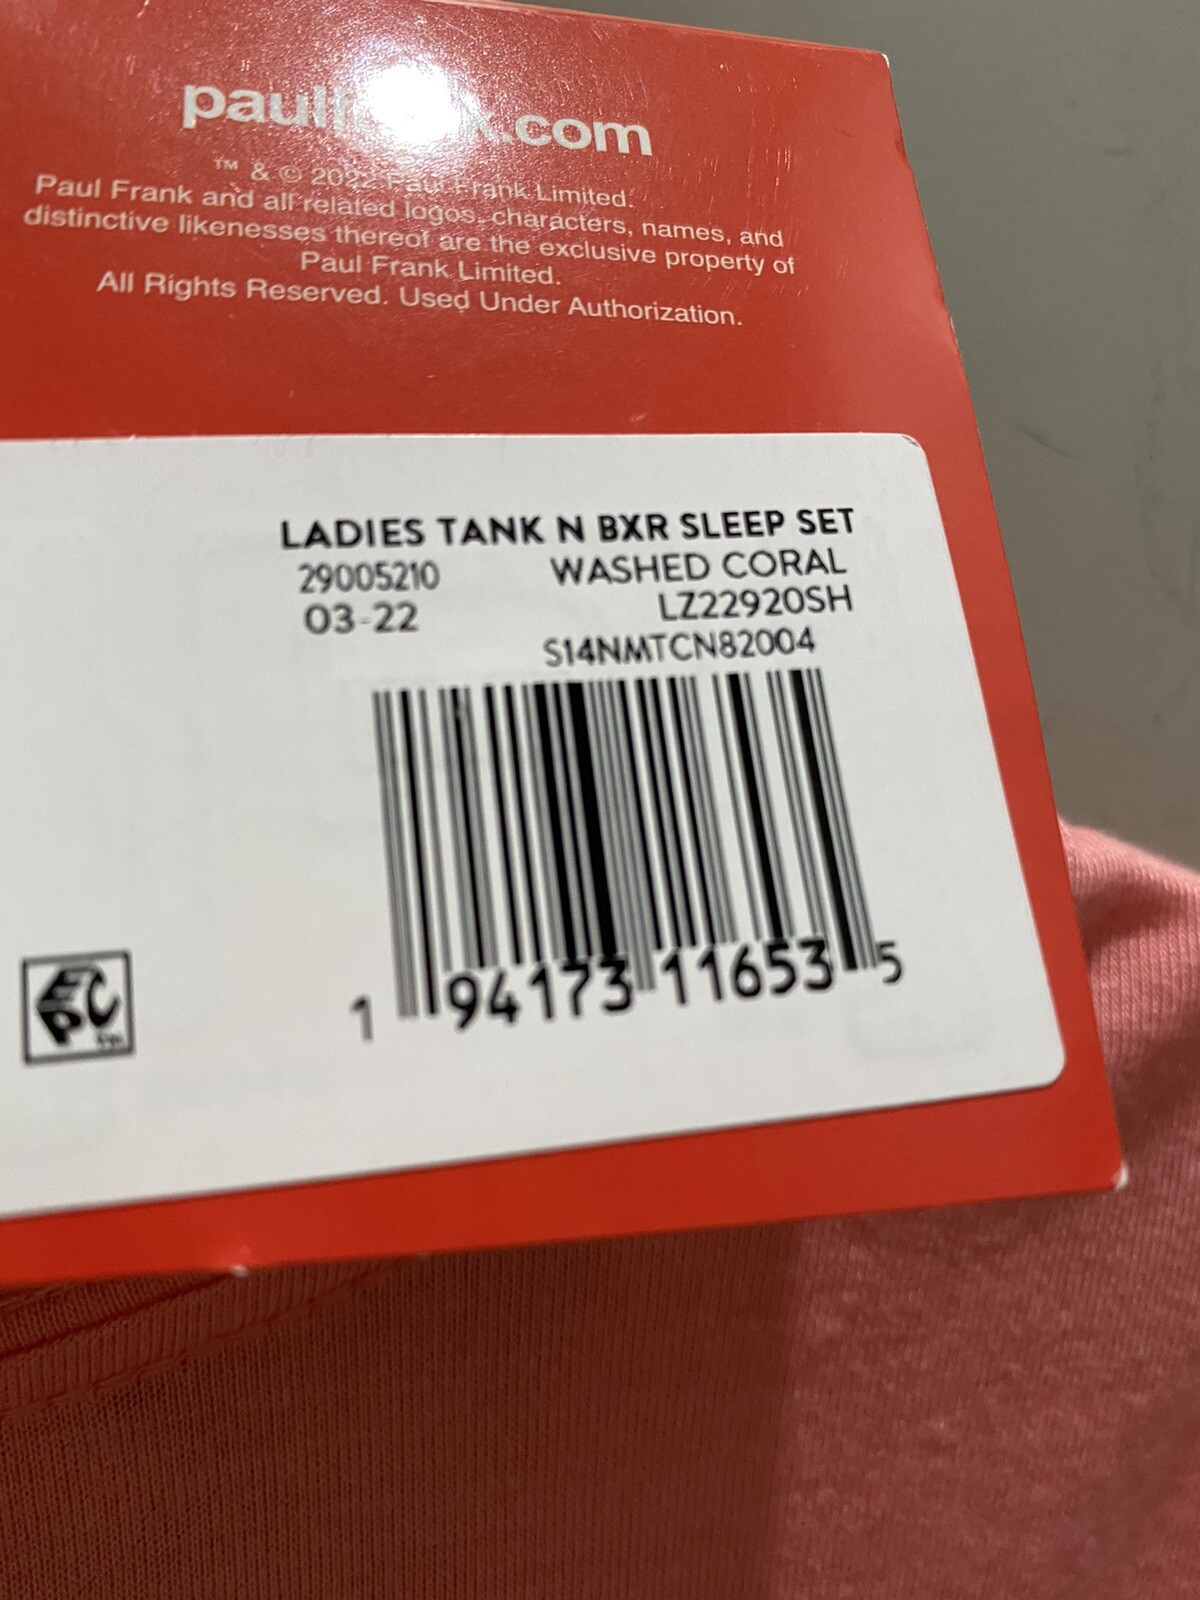 paulfrank.com
™ & © 2022 Paul Frank Limited.
Paul Frank and all related logos, characters, names, and
distinctive likenesses thereof are the exclusive property of
Paul Frank Limited.
All Rights Reserved. Used Under Authorization.
LADIES TANK N BXR SLEEP SET
29005210 WASHED CORAL
03-22 LZ22920SH
S14NMTCN82004
1 94173 11653 5
EPC™